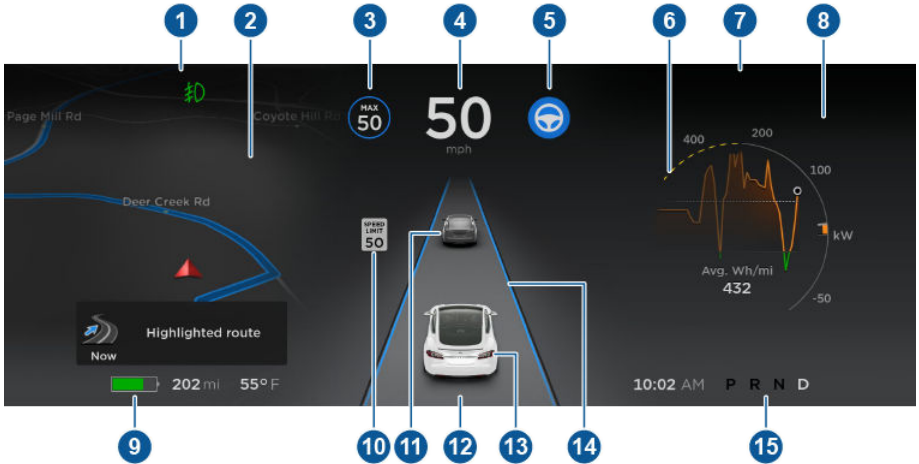 1 2 3 4 5 6 7 8
Page Mill Rd
Coyote Hill Rd
MAX
50
50
mph
400 200
100
kW
-50
Deer Creek Rd
SPEED
LIMIT
50
Avg. Wh/mi
432
Highlighted route
Now
202 mi 55° F
10:02 AM P R N D
9 10 11 12 13 14 15